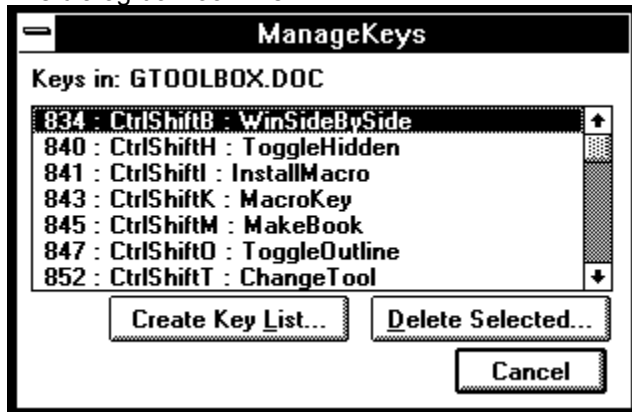 ManageKeys
Keys in: GTOOLBOX.DOC
834 : CtrlShiftB : WinSideBySide
840 : CtrlShiftH : ToggleHidden
841 : CtrlShiftI : InstallMacro
843 : CtrlShiftK : MacroKey
845 : CtrlShiftM : MakeBook
847 : CtrlShiftO : ToggleOutline
852 : CtrlShiftT : ChangeTool
Create Key List... Delete Selected...
Cancel